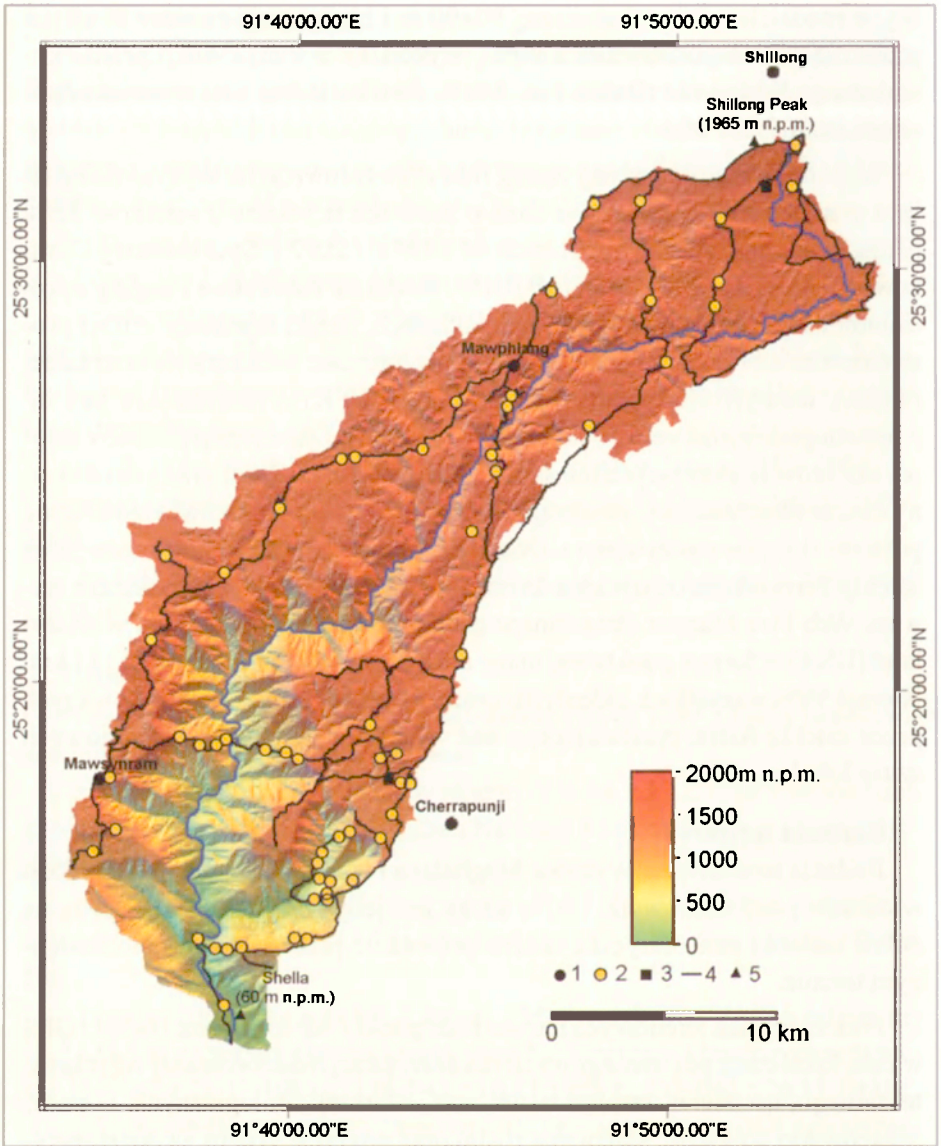 91°40'00.00"E 91°50'00.00"E
Shillong
Shillong Peak
(1965 m n.p.m.)
25°30'00.00"N 25°30'00.00"N
Mawphlang
25°20'00.00"N 25°20'00.00"N
Mawsynram
Cherrapunji
2000m n.p.m.
1500
1000
500
0
1 2 3 4 5
Shella
(60 m n.p.m.)
0 10 km
91°40'00.00"E 91°50'00.00"E